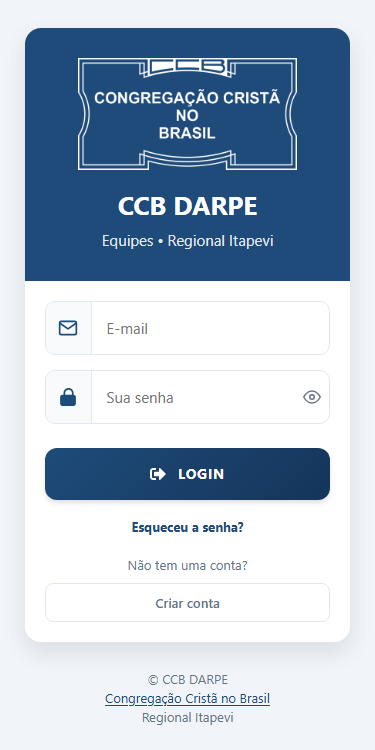 CCB
CONGREGAÇÃO CRISTÃ
NO
BRASIL
CCB DARPE
Equipes • Regional Itapevi
E-mail
Sua senha
LOGIN
Esqueceu a senha?
Não tem uma conta?
Criar conta
© CCB DARPE
Congregação Cristã no Brasil
Regional Itapevi